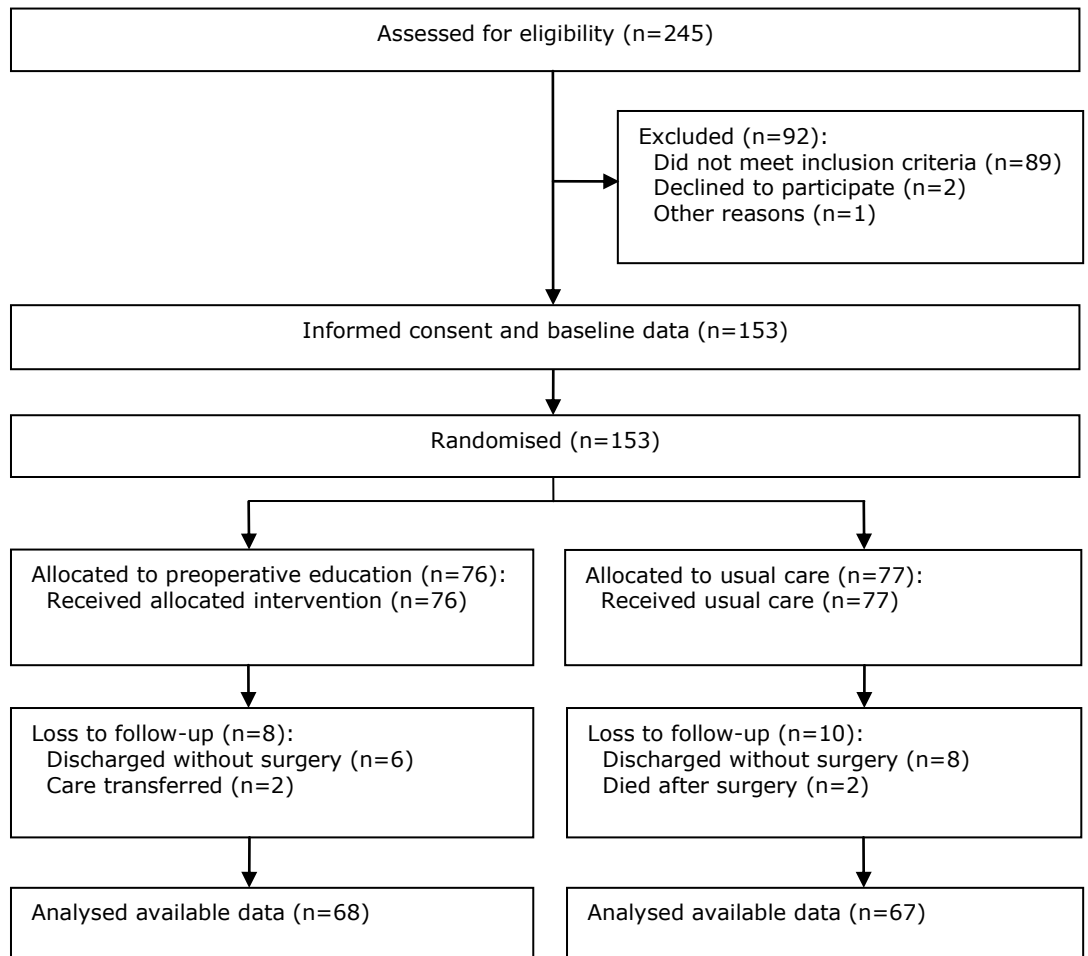 Assessed for eligibility (n=245)
Excluded (n=92):
Did not meet inclusion criteria (n=89)
Declined to participate (n=2)
Other reasons (n=1)
Informed consent and baseline data (n=153)
Randomised (n=153)
Allocated to preoperative education (n=76):
Received allocated intervention (n=76)
Allocated to usual care (n=77):
Received usual care (n=77)
Loss to follow-up (n=8):
Discharged without surgery (n=6)
Care transferred (n=2)
Loss to follow-up (n=10):
Discharged without surgery (n=8)
Died after surgery (n=2)
Analysed available data (n=68)
Analysed available data (n=67)